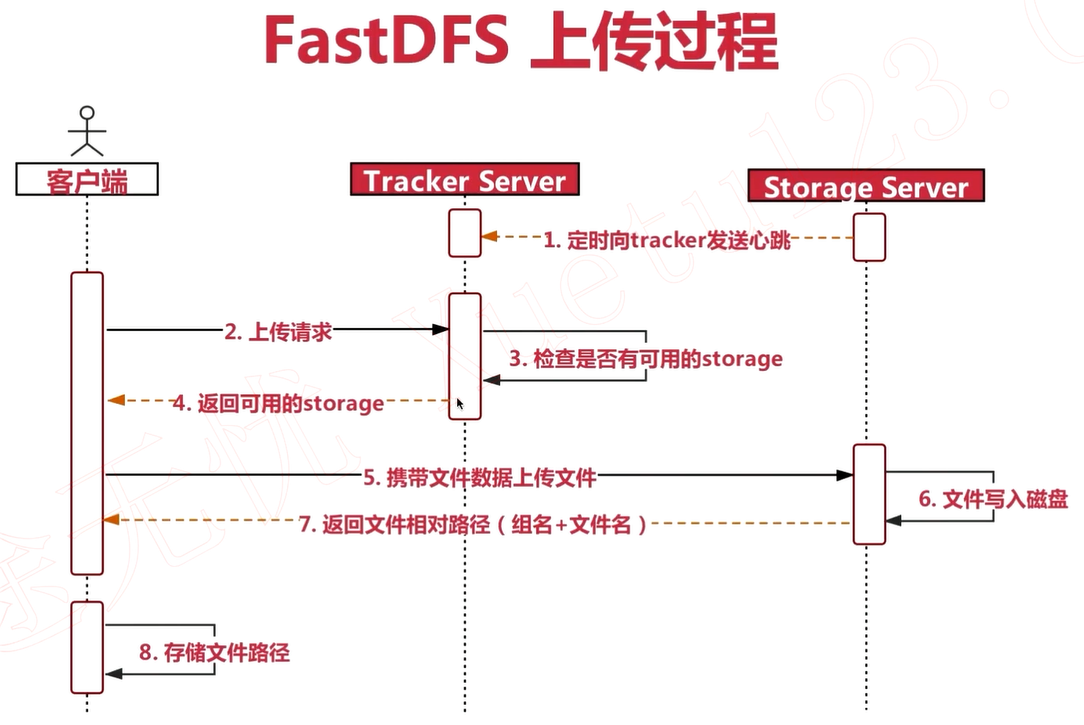 FastDFS 上传过程
客户端
Tracker Server
Storage Server
1. 定时向tracker发送心跳
2. 上传请求
3. 检查是否有可用的storage
4. 返回可用的storage
5. 携带文件数据上传文件
6. 文件写入磁盘
7. 返回文件相对路径（组名+文件名）
8. 存储文件路径